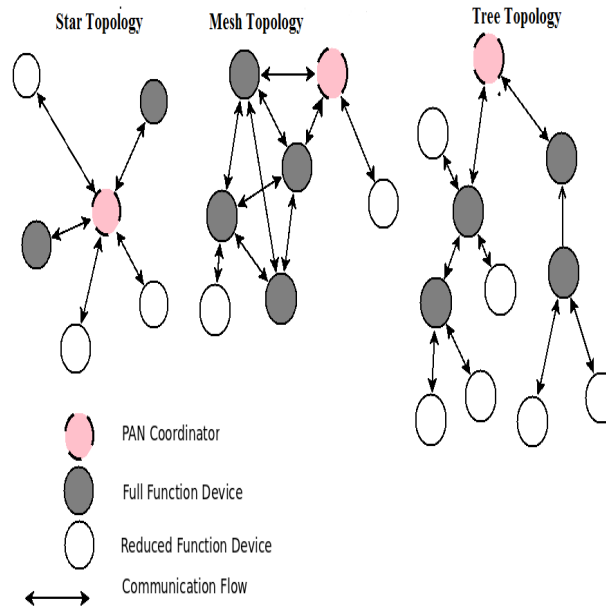 Star Topology
Mesh Topology
Tree Topology
PAN Coordinator
Full Function Device
Reduced Function Device
Communication Flow